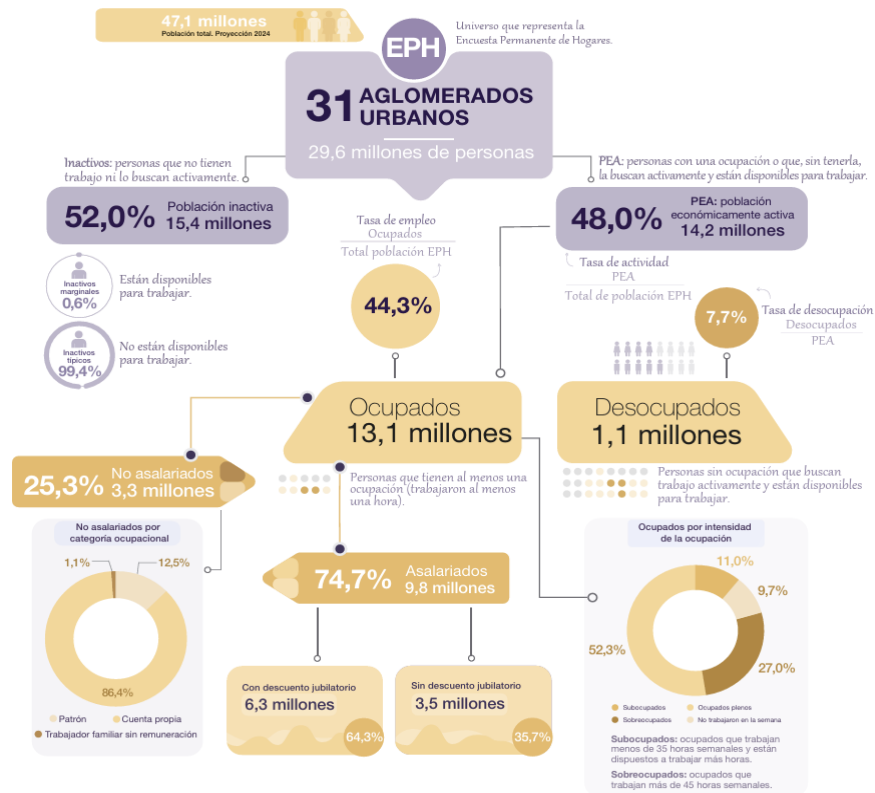 47,1 millones
Población total. Proyección 2024
EPH
Universo que representa la
Encuesta Permanente de Hogares.
31 AGLOMERADOS
URBANOS
29,6 millones de personas
Inactivos: personas que no tienen
trabajo ni lo buscan activamente.
52,0% Población inactiva
15,4 millones
Inactivos
marginales
0,6%
Están disponibles
para trabajar.
Inactivos
típicos
99,4%
No están disponibles
para trabajar.
Tasa de empleo
Ocupados
Total población EPH
44,3%
PEA: personas con una ocupación o que, sin tenerla,
la buscan activamente y están disponibles para trabajar.
48,0% PEA: población
económicamente activa
14,2 millones
Tasa de actividad
PEA
Total de población EPH
7,7%
Tasa de desocupación
Desocupados
PEA
Ocupados
13,1 millones
Personas que tienen al menos una
ocupación (trabajaron al menos
una hora).
Desocupados
1,1 millones
Personas sin ocupación que buscan
trabajo activamente y están disponibles
para trabajar.
25,3% No asalariados
3,3 millones
No asalariados por
categoría ocupacional
1,1%
12,5%
86,4%
Patrón
Cuenta propia
Trabajador familiar sin remuneración
74,7% Asalariados
9,8 millones
Con descuento jubilatorio
6,3 millones
64,3%
Sin descuento jubilatorio
3,5 millones
35,7%
Ocupados por intensidad
de la ocupación
11,0%
9,7%
52,3%
27,0%
Subocupados
Ocupados plenos
Sobreocupados
No trabajaron en la semana
Subocupados: ocupados que trabajan
menos de 35 horas semanales y están
dispuestos a trabajar más horas.
Sobreocupados: ocupados que
trabajan más de 45 horas semanales.